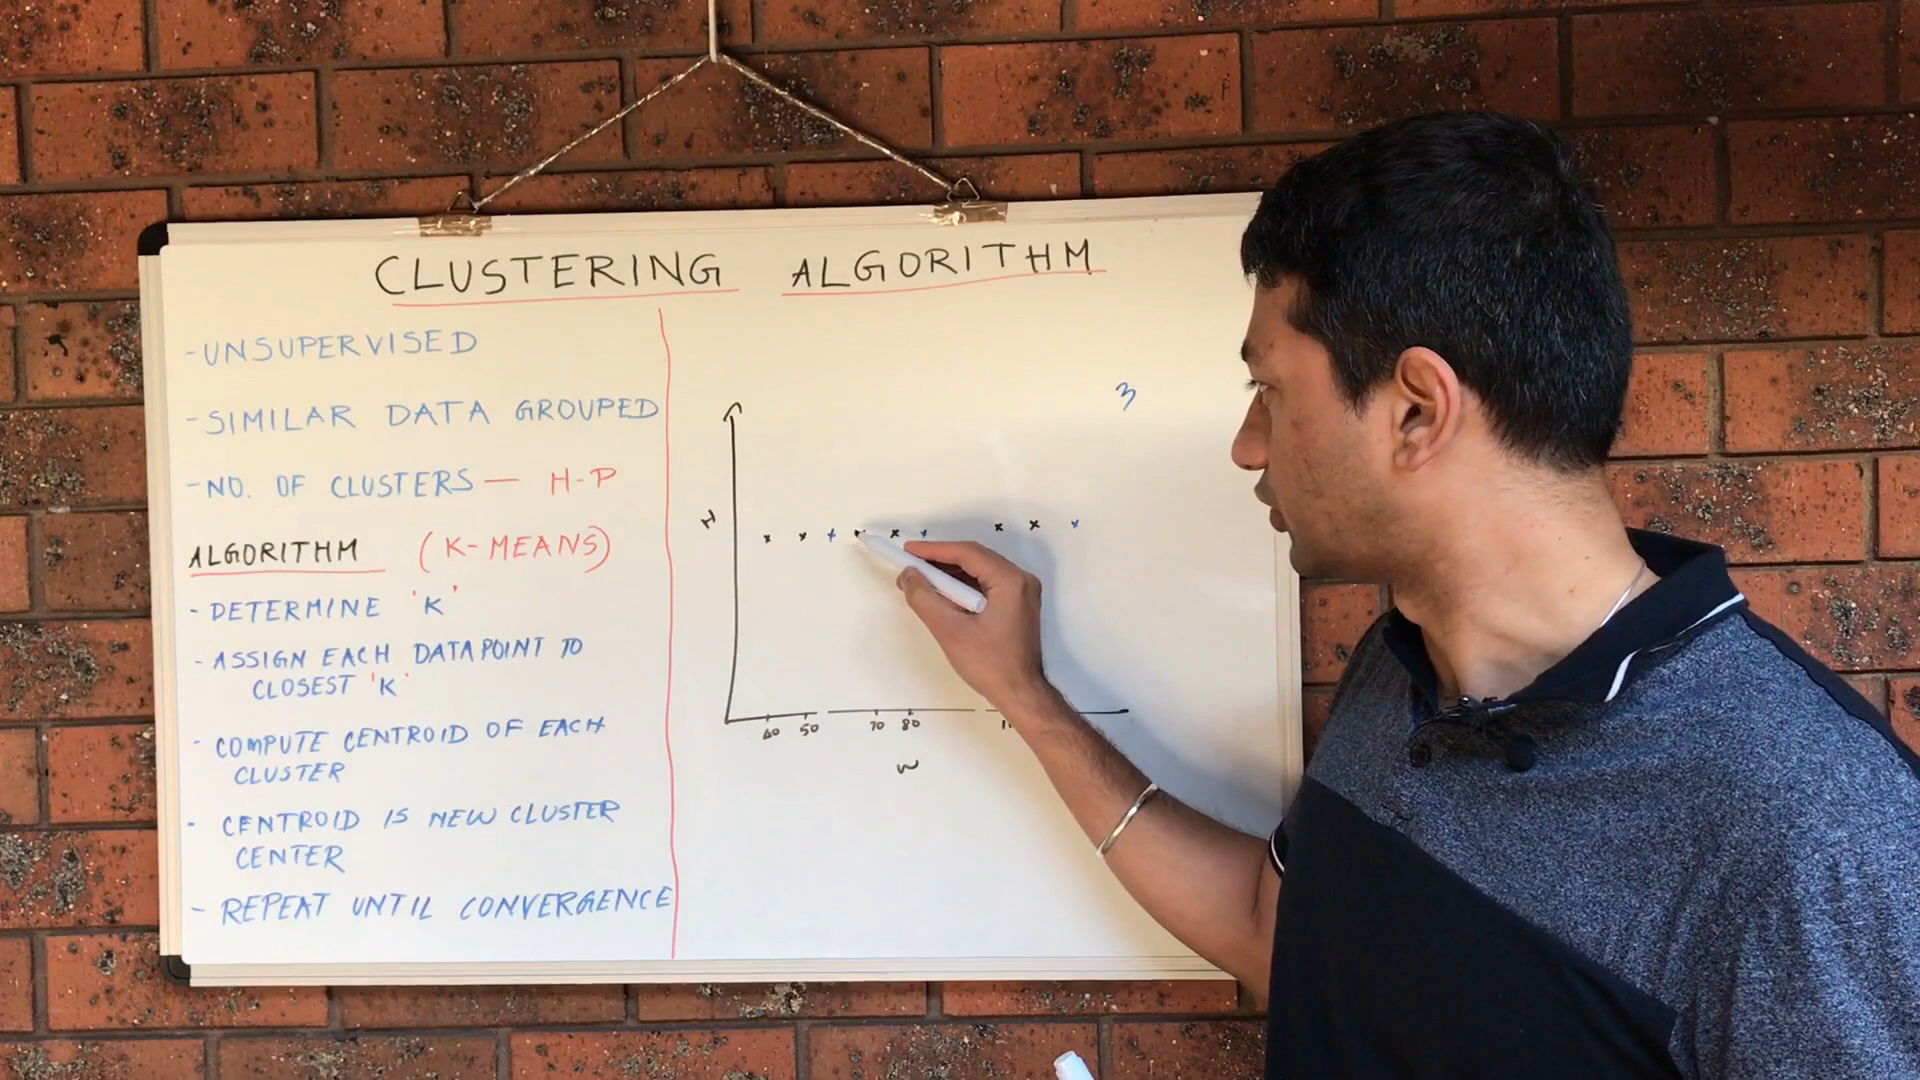 CLUSTERING ALGORITHM
-UNSUPERVISED
-SIMILAR DATA GROUPED
-NO. OF CLUSTERS — H-P
ALGORITHM (K-MEANS)
- DETERMINE 'K'
- ASSIGN EACH DATAPOINT TO
CLOSEST 'K'
- COMPUTE CENTROID OF EACH
CLUSTER
- CENTROID IS NEW CLUSTER
CENTER
- REPEAT UNTIL CONVERGENCE
3
H
40 50 70 80
W